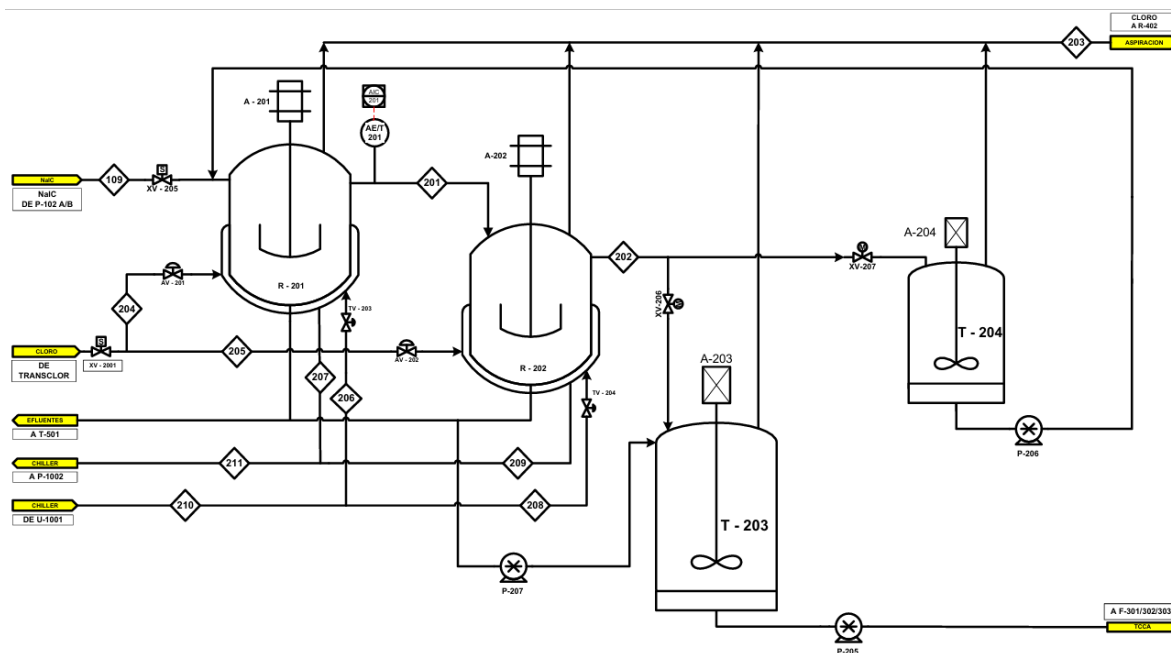 CLORO
A R-402
203
ASPIRACION
A - 201
AIC
201
AE/T
201
A-202
NaIC
109
S
XV - 205
NaIC
DE P-102 A/B
201
A-204
202
M
XV-207
AV - 201
R - 201
204
TV - 203
XV-206
M
T - 204
S
CLORO
XV - 2001
DE
TRANSCLOR
205
AV - 202
R - 202
A-203
207
206
TV - 204
EFLUENTES
A T-501
P-206
CHILLER
211
209
A P-1002
CHILLER
210
208
DE U-1001
T - 203
P-207
A F-301/302/303
TCCA
P-205